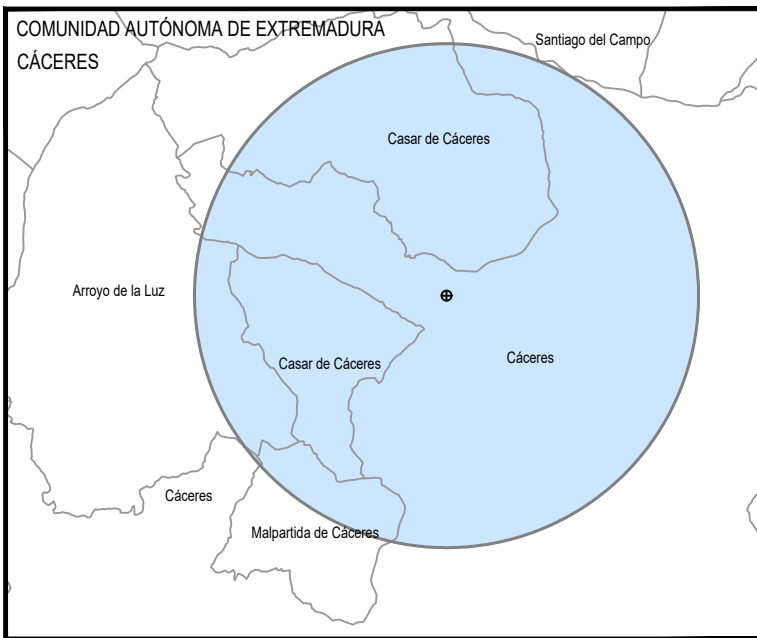 COMUNIDAD AUTÓNOMA DE EXTREMADURA
CÁCERES
Santiago del Campo
Casar de Cáceres
Arroyo de la Luz
Cáceres
Casar de Cáceres
Cáceres
Malpartida de Cáceres